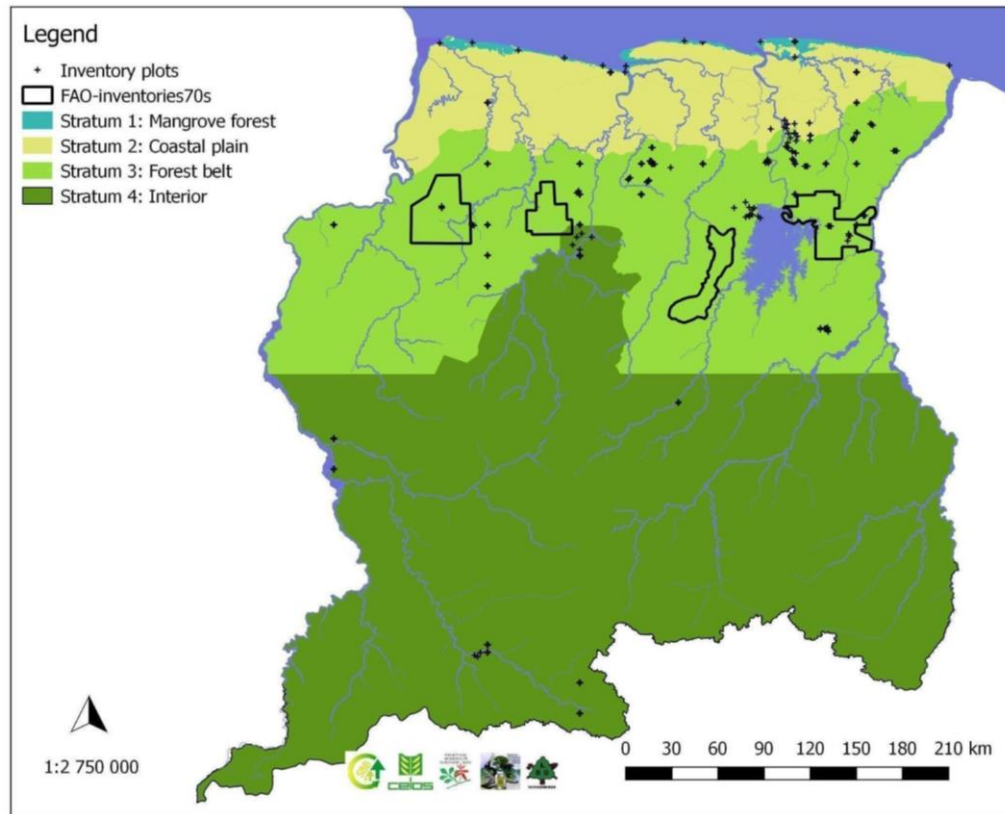 Legend
Inventory plots
FAO-inventories70s
Stratum 1: Mangrove forest
Stratum 2: Coastal plain
Stratum 3: Forest belt
Stratum 4: Interior
1:2 750 000
CELOS
0 30 60 90 120 150 180 210 km